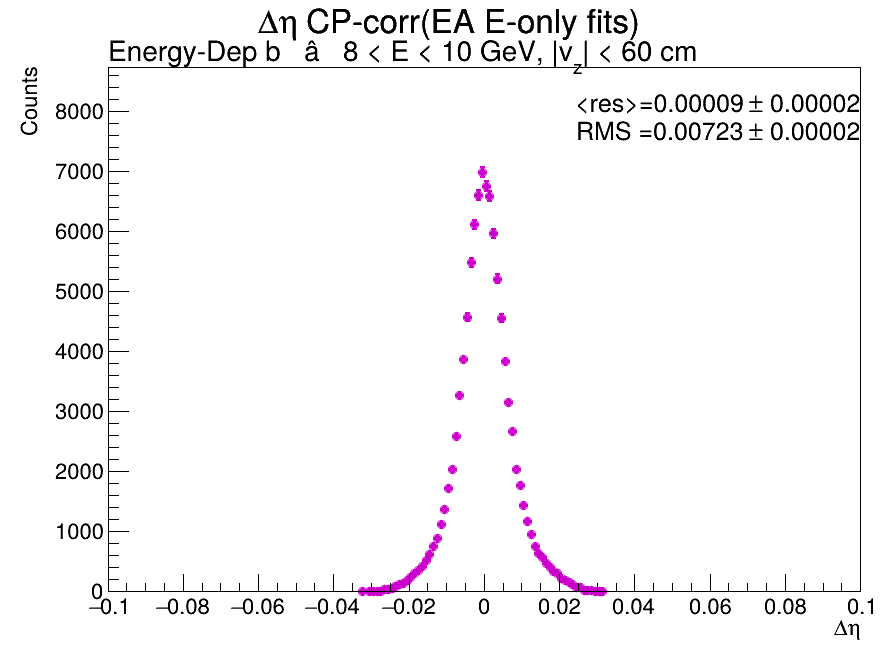 Δη CP-corr(EA E-only fits)
Energy-Dep b â 8 < E < 10 GeV, |v_z| < 60 cm
Counts
<res>=0.00009 ± 0.00002
RMS =0.00723 ± 0.00002
8000
7000
6000
5000
4000
3000
2000
1000
0
−0.1 −0.08 −0.06 −0.04 −0.02 0 0.02 0.04 0.06 0.08 0.1
Δη